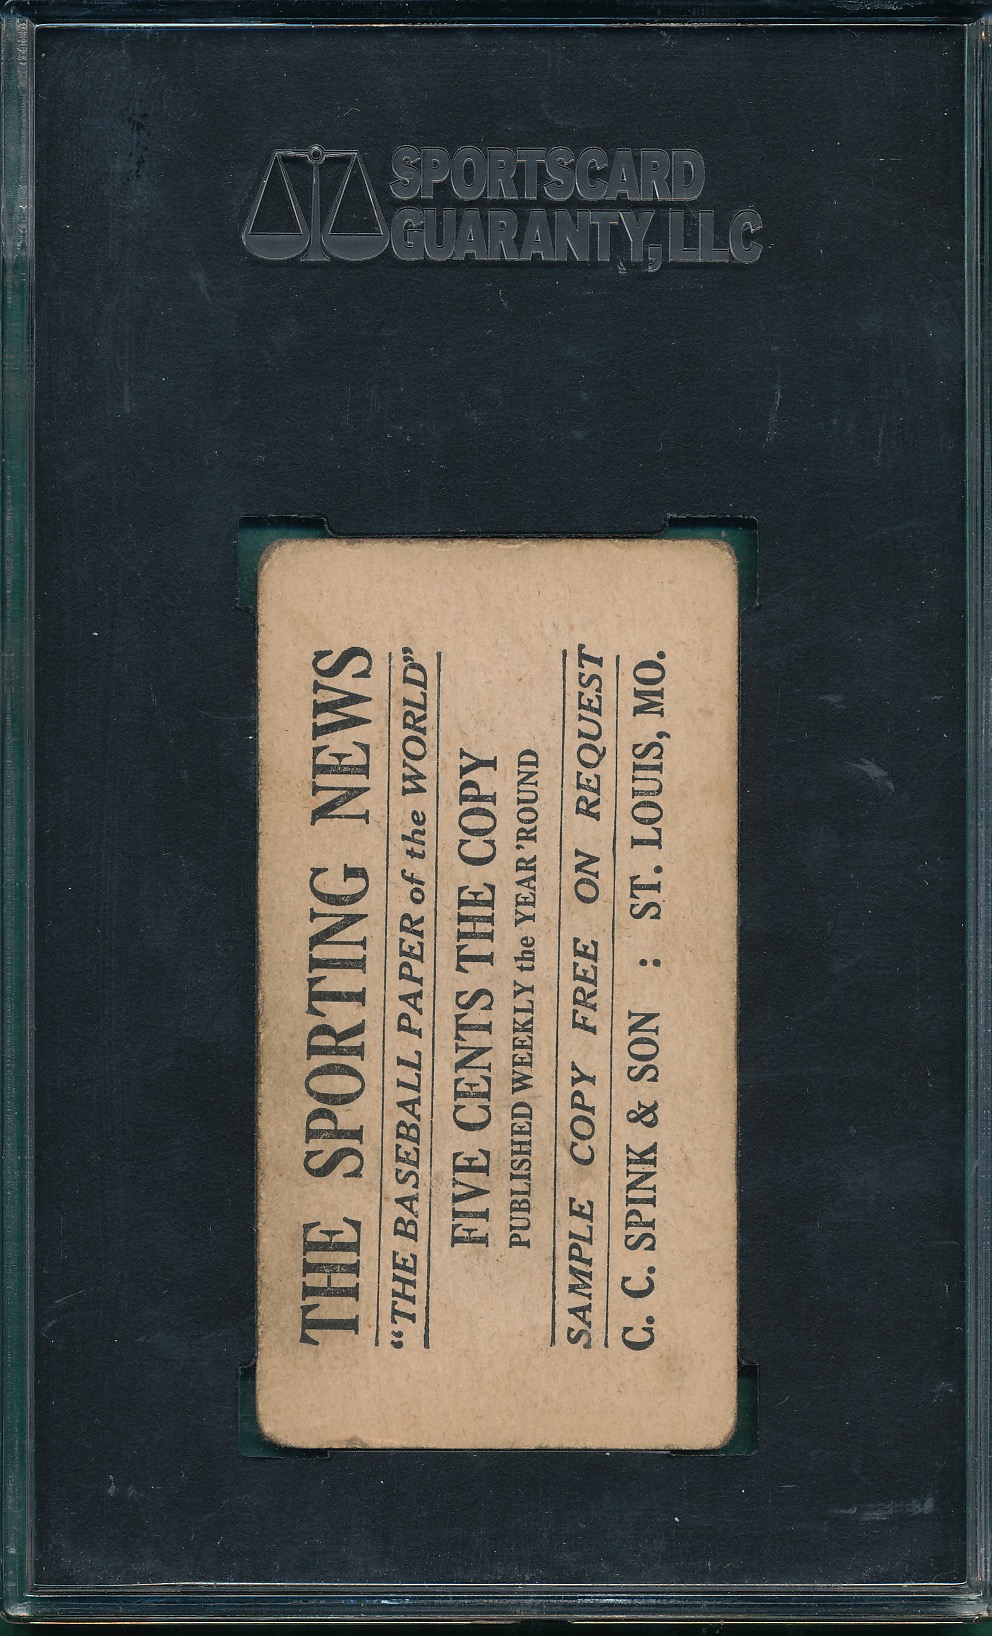 SPORTSCARD
GUARANTY, LLC
THE SPORTING NEWS
“THE BASEBALL PAPER of the WORLD”
FIVE CENTS THE COPY
PUBLISHED WEEKLY the YEAR 'ROUND
SAMPLE COPY FREE ON REQUEST
C. C. SPINK & SON : ST. LOUIS, MO.